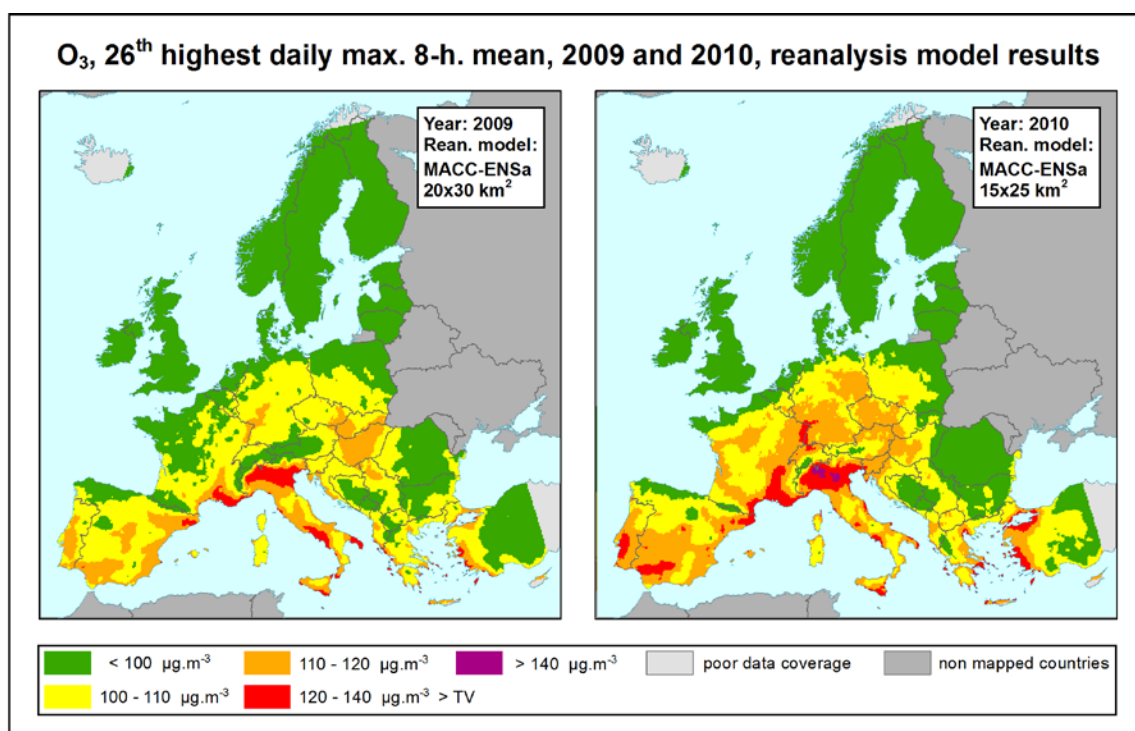 O₃, 26ᵗʰ highest daily max. 8-h. mean, 2009 and 2010, reanalysis model results
Year: 2009
Rean. model:
MACC-ENSa
20x30 km²
Year: 2010
Rean. model:
MACC-ENSa
15x25 km²
< 100 µg.m⁻³
110 - 120 µg.m⁻³
> 140 µg.m⁻³
poor data coverage
non mapped countries
100 - 110 µg.m⁻³
120 - 140 µg.m⁻³ > TV